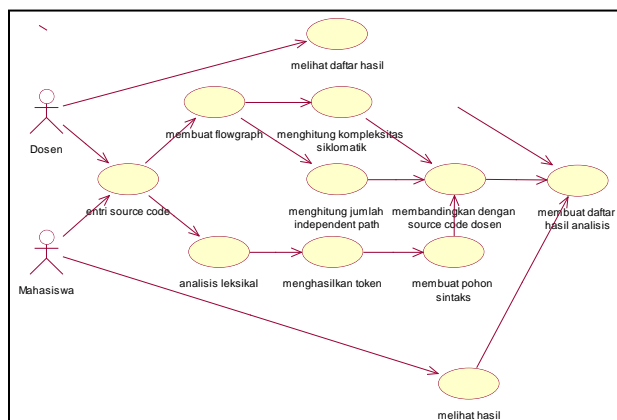 melihat daftar hasil
Dosen
membuat flowgraph
menghitung kompleksitas
siklomatik
entri source code
menghitung jumlah
independent path
membandingkan dengan
source code dosen
membuat daftar
hasil analisis
Mahasiswa
analisis leksikal
menghasilkan token
membuat pohon
sintaks
melihat hasil